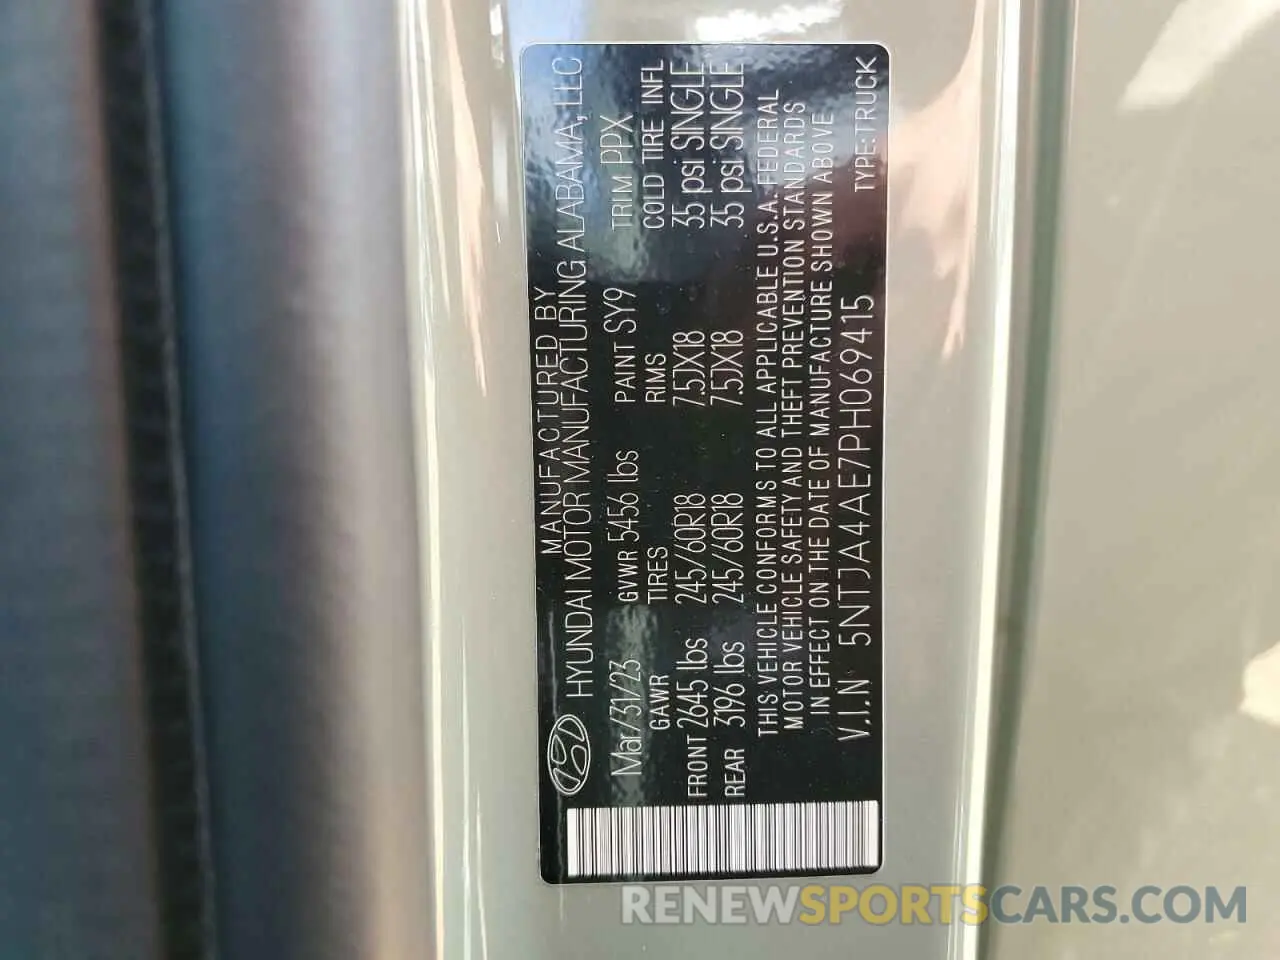 MANUFACTURED BY
HYUNDAI MOTOR MANUFACTURING ALABAMA, LLC
Mar/31/23 GVWR 5456 lbs PAINT SY9 TRIM PPX
GAWR TIRES RIMS COLD TIRE INFL
FRONT 2645 lbs 245/60R18 7.5JX18 35 psi SINGLE
REAR 3196 lbs 245/60R18 7.5JX18 35 psi SINGLE
THIS VEHICLE CONFORMS TO ALL APPLICABLE U.S.A. FEDERAL
MOTOR VEHICLE SAFETY AND THEFT PREVENTION STANDARDS
IN EFFECT ON THE DATE OF MANUFACTURE SHOWN ABOVE
V.I.N 5NTJA4AE7PH069415 TYPE:TRUCK
RENEWSPORTSCARS.COM